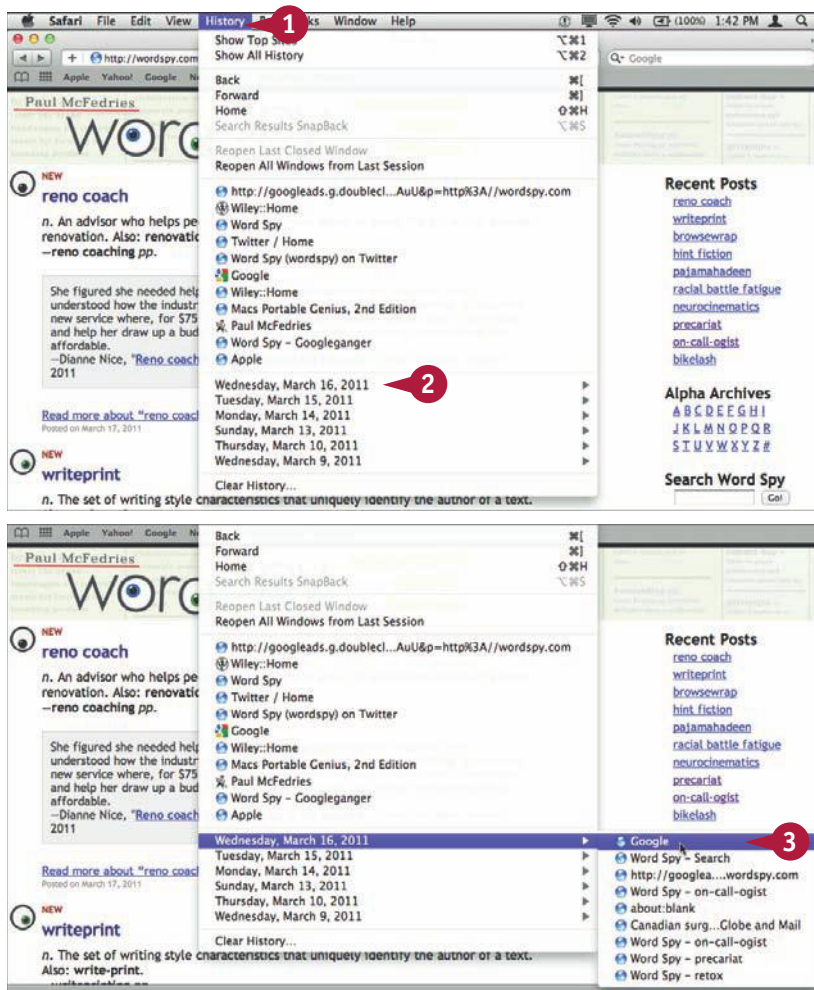 Safari File Edit View History ks Window Help (100%) 1:42 PM
1
http://wordspy.com
Show Top S ⌥⌘1
Show All History ⌥⌘2
Google
Apple Yahoo! Google N
Back ⌘[
Forward ⌘]
Home ⇧⌘H
Search Results SnapBack ⌥⌘S
Paul McFedries
Wor
Reopen Last Closed Window
Reopen All Windows from Last Session
http://googleads.g.doublecl...AuU&p=http%3A//wordspy.com
Wiley::Home
Word Spy
Twitter / Home
Word Spy (wordspy) on Twitter
Google
Wiley::Home
Macs Portable Genius, 2nd Edition
Paul McFedries
Word Spy – Googleganger
Apple
Wednesday, March 16, 2011
2
Tuesday, March 15, 2011
Monday, March 14, 2011
Sunday, March 13, 2011
Thursday, March 10, 2011
Wednesday, March 9, 2011
Clear History...
NEW
reno coach
n. An advisor who helps pe
renovation. Also: renovatic
—reno coaching pp.
She figured she needed help
understood how the industr
new service where, for $75
and help her draw up a bud
affordable.
—Dianne Nice, "Reno coach
2011
Read more about "reno coac
Posted on March 17, 2011
NEW
writeprint
n. The set of writing style characteristics that uniquely identify the author of a text.
Recent Posts
reno coach
writeprint
browsewrap
hint fiction
pajamahadeen
racial battle fatigue
neurocinematics
precariat
on-call-ogist
bikelash
Alpha Archives
A B C D E F G H I
J K L M N O P Q R
S T U V W X Y Z #
Search Word Spy
Go!
Apple Yahoo! Google N
Back ⌘[
Forward ⌘]
Home ⇧⌘H
Search Results SnapBack ⌥⌘S
Paul McFedries
Wor
Reopen Last Closed Window
Reopen All Windows from Last Session
http://googleads.g.doublecl...AuU&p=http%3A//wordspy.com
Wiley::Home
Word Spy
Twitter / Home
Word Spy (wordspy) on Twitter
Google
Wiley::Home
Macs Portable Genius, 2nd Edition
Paul McFedries
Word Spy – Googleganger
Apple
Wednesday, March 16, 2011
Tuesday, March 15, 2011
Monday, March 14, 2011
Sunday, March 13, 2011
Thursday, March 10, 2011
Wednesday, March 9, 2011
Clear History...
Google
3
Word Spy – Search
http://googlea....wordspy.com
Word Spy – on-call-ogist
about:blank
Canadian surg...Globe and Mail
Word Spy – on-call-ogist
Word Spy – precariat
Word Spy – retox
NEW
reno coach
n. An advisor who helps pe
renovation. Also: renovatic
—reno coaching pp.
She figured she needed help
understood how the industr
new service where, for $75
and help her draw up a bud
affordable.
—Dianne Nice, "Reno coach
2011
Read more about "reno coac
Posted on March 17, 2011
NEW
writeprint
n. The set of writing style characteristics that uniquely identify the author of a text.
Also: write-print.
Recent Posts
reno coach
writeprint
browsewrap
hint fiction
pajamahadeen
racial battle fatigue
neurocinematics
precariat
on-call-ogist
bikelash